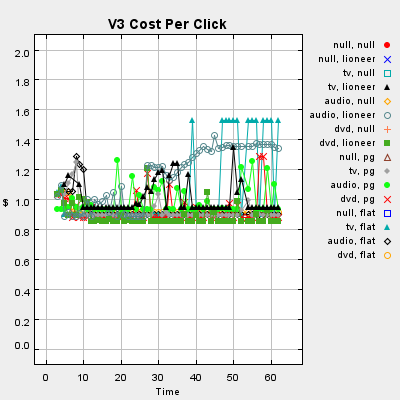 V3 Cost Per Click
2.0
1.8
1.6
1.4
1.2
1.0
0.8
0.6
0.4
0.2
0.0
$
0 10 20 30 40 50 60
Time
null, null
null, lioneer
tv, null
tv, lioneer
audio, null
audio, lioneer
dvd, null
dvd, lioneer
null, pg
tv, pg
audio, pg
dvd, pg
null, flat
tv, flat
audio, flat
dvd, flat